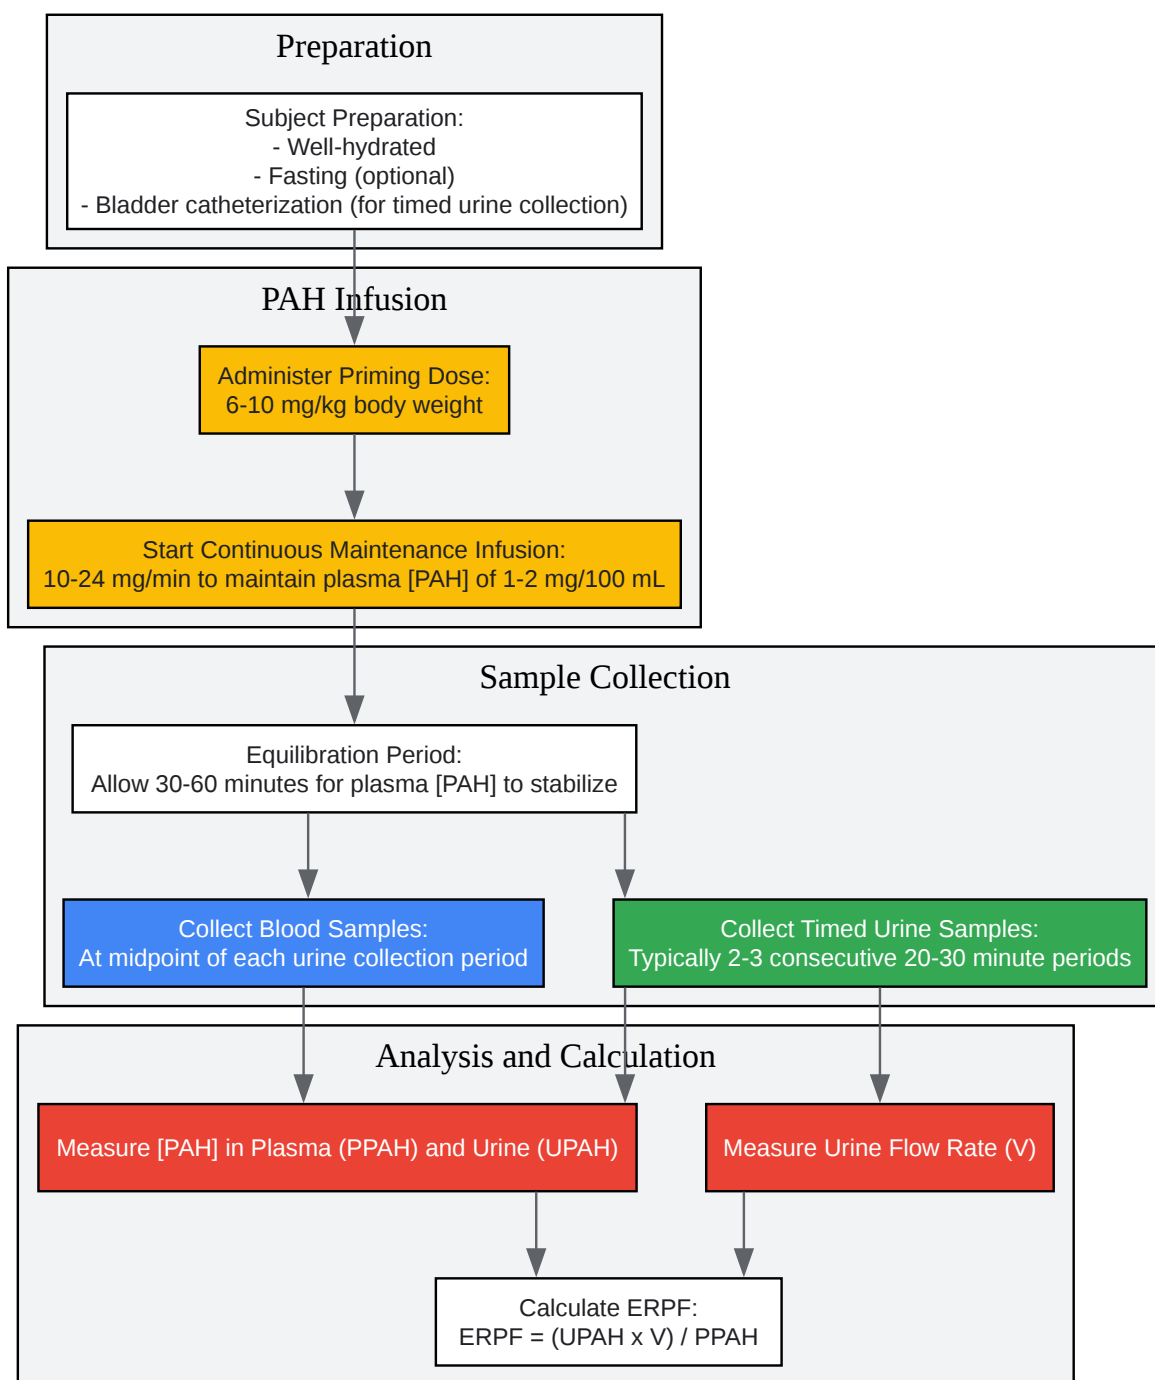 Preparation
Subject Preparation:
- Well-hydrated
- Fasting (optional)
- Bladder catheterization (for timed urine collection)
PAH Infusion
Administer Priming Dose:
6-10 mg/kg body weight
Start Continuous Maintenance Infusion:
10-24 mg/min to maintain plasma [PAH] of 1-2 mg/100 mL
Sample Collection
Equilibration Period:
Allow 30-60 minutes for plasma [PAH] to stabilize
Collect Blood Samples:
At midpoint of each urine collection period
Collect Timed Urine Samples:
Typically 2-3 consecutive 20-30 minute periods
Analysis and Calculation
Measure [PAH] in Plasma (PPAH) and Urine (UPAH)
Measure Urine Flow Rate (V)
Calculate ERPF:
ERPF = (UPAH x V) / PPAH